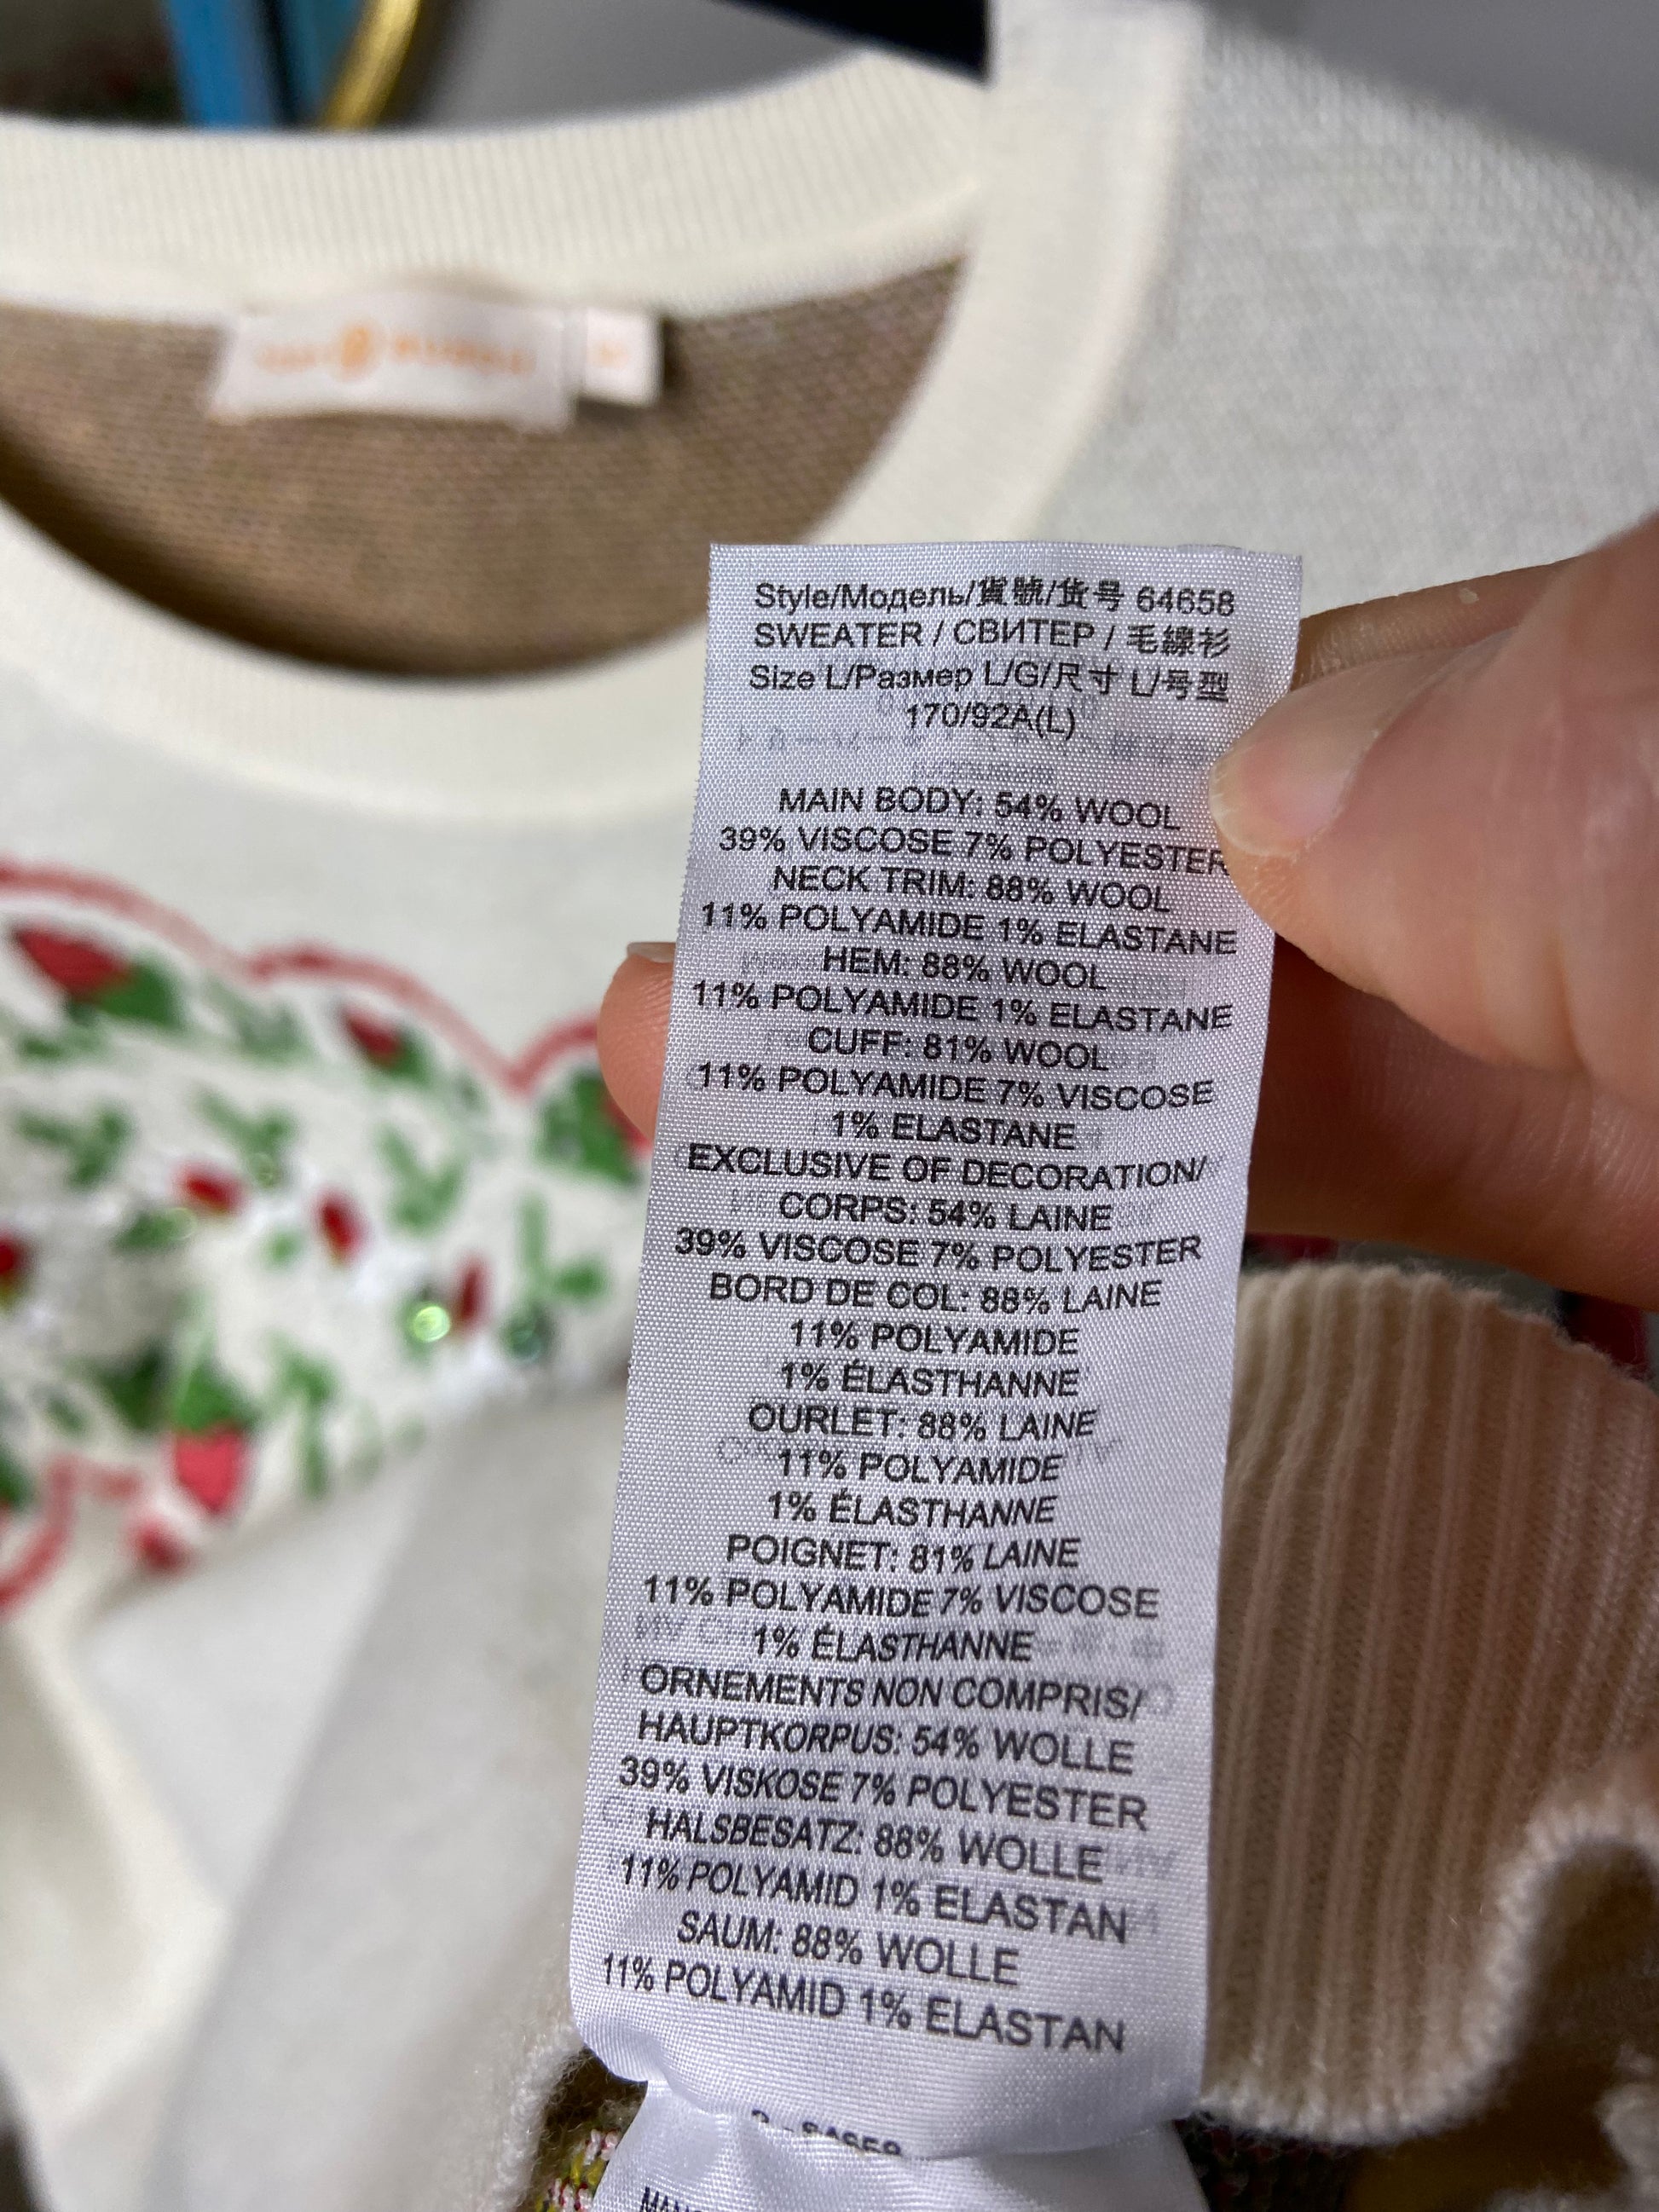 Style/Модель/貨號/货号 64658
SWEATER / СВИТЕР / 毛線衫
Size L/Размер L/G/尺寸 L/号型
170/92A(L)
MAIN BODY: 54% WOOL
39% VISCOSE 7% POLYESTER
NECK TRIM: 88% WOOL
11% POLYAMIDE 1% ELASTANE
HEM: 88% WOOL
11% POLYAMIDE 1% ELASTANE
CUFF: 81% WOOL
11% POLYAMIDE 7% VISCOSE
1% ELASTANE
EXCLUSIVE OF DECORATION/
CORPS: 54% LAINE
39% VISCOSE 7% POLYESTER
BORD DE COL: 88% LAINE
11% POLYAMIDE
1% ÉLASTHANNE
OURLET: 88% LAINE
11% POLYAMIDE
1% ÉLASTHANNE
POIGNET: 81% LAINE
11% POLYAMIDE 7% VISCOSE
1% ÉLASTHANNE
ORNEMENTS NON COMPRIS/
HAUPTKORPUS: 54% WOLLE
39% VISKOSE 7% POLYESTER
HALSBESATZ: 88% WOLLE
11% POLYAMID 1% ELASTAN
SAUM: 88% WOLLE
11% POLYAMID 1% ELASTAN